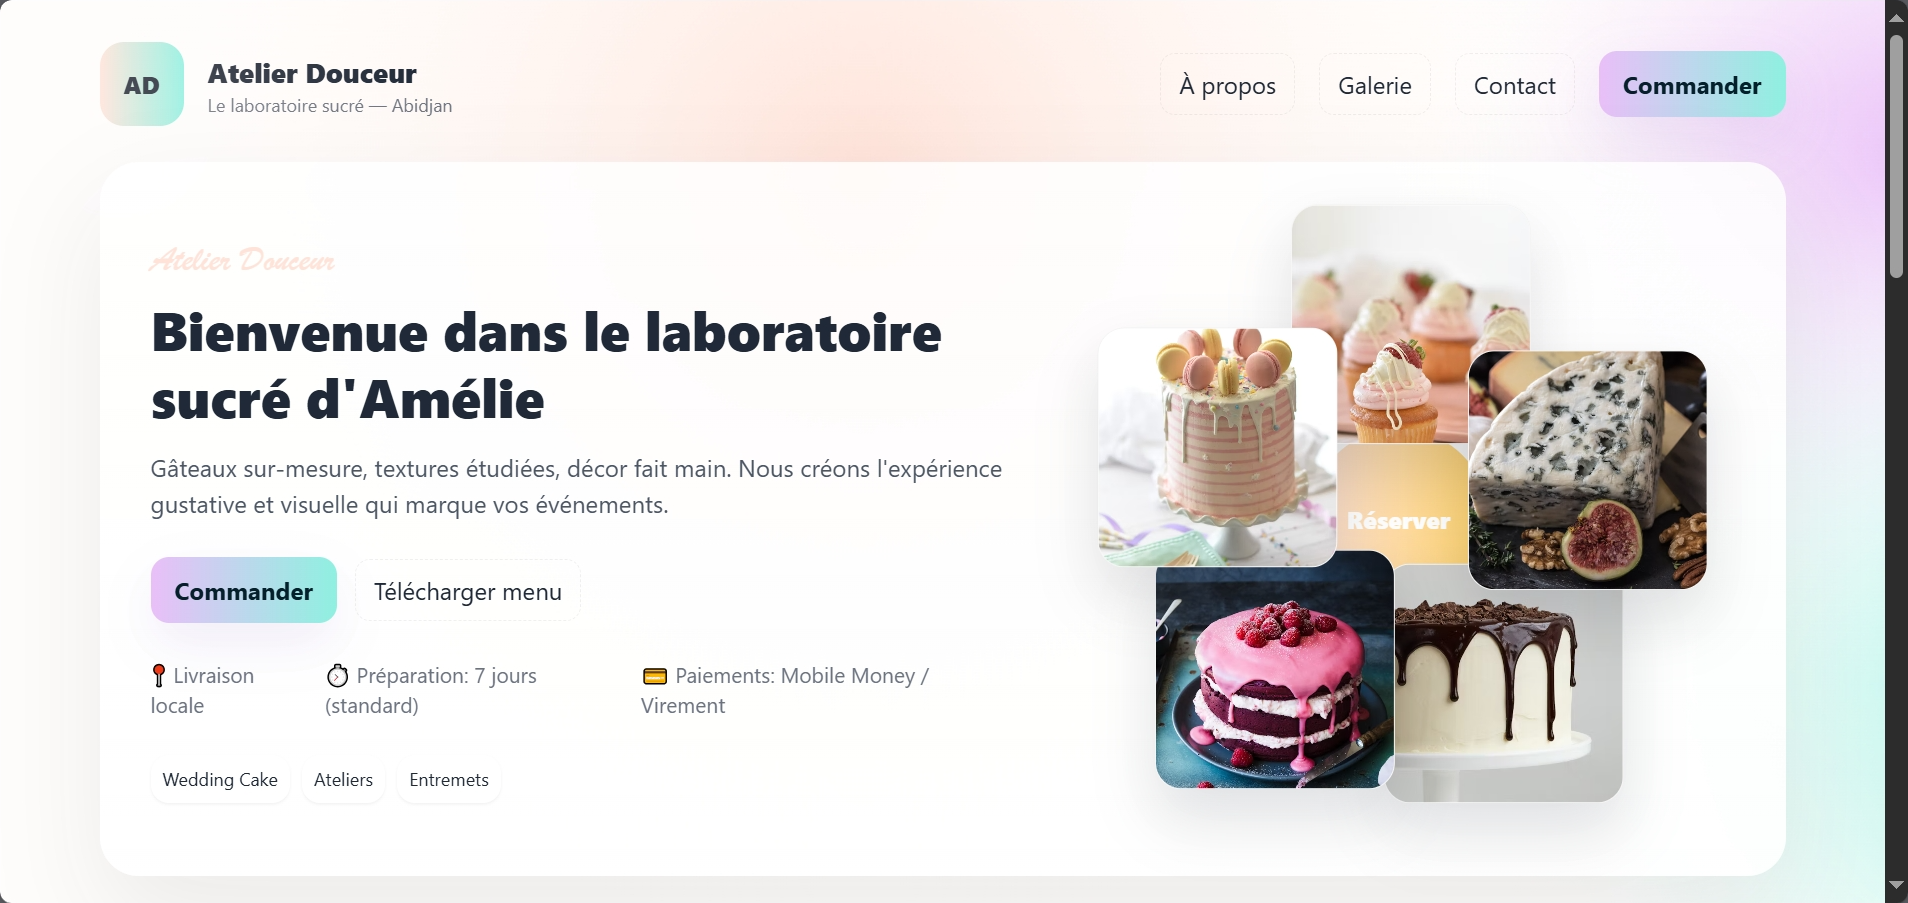 AD
Atelier Douceur
Le laboratoire sucré — Abidjan
À propos
Galerie
Contact
Commander
Atelier Douceur
Bienvenue dans le laboratoire
sucré d'Amélie
Gâteaux sur-mesure, textures étudiées, décor fait main. Nous créons l'expérience
gustative et visuelle qui marque vos événements.
Commander
Télécharger menu
📍 Livraison
locale
⏱ Préparation: 7 jours
(standard)
💳 Paiements: Mobile Money /
Virement
Wedding Cake
Ateliers
Entremets
Réserver